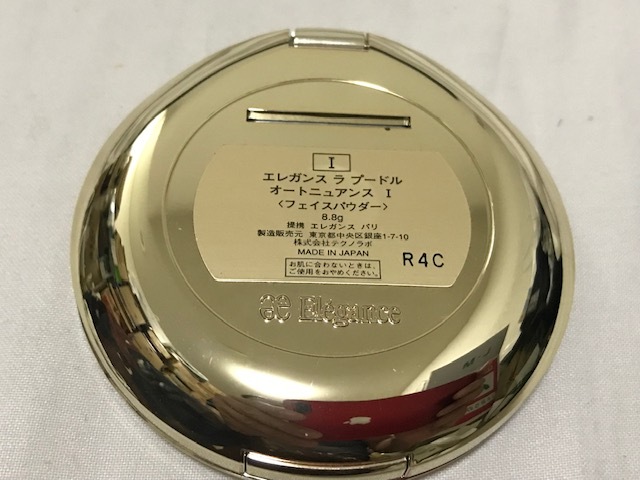 I
エレガンス ラ プードル
オートニュアンス I
〈フェイスパウダー〉
8.8g
提携 エレガンス パリ
製造販売元 東京都中央区銀座1-7-10
株式会社テクノラボ
MADE IN JAPAN
R4C
お肌に合わないときは、
ご使用をおやめください。
Elégance